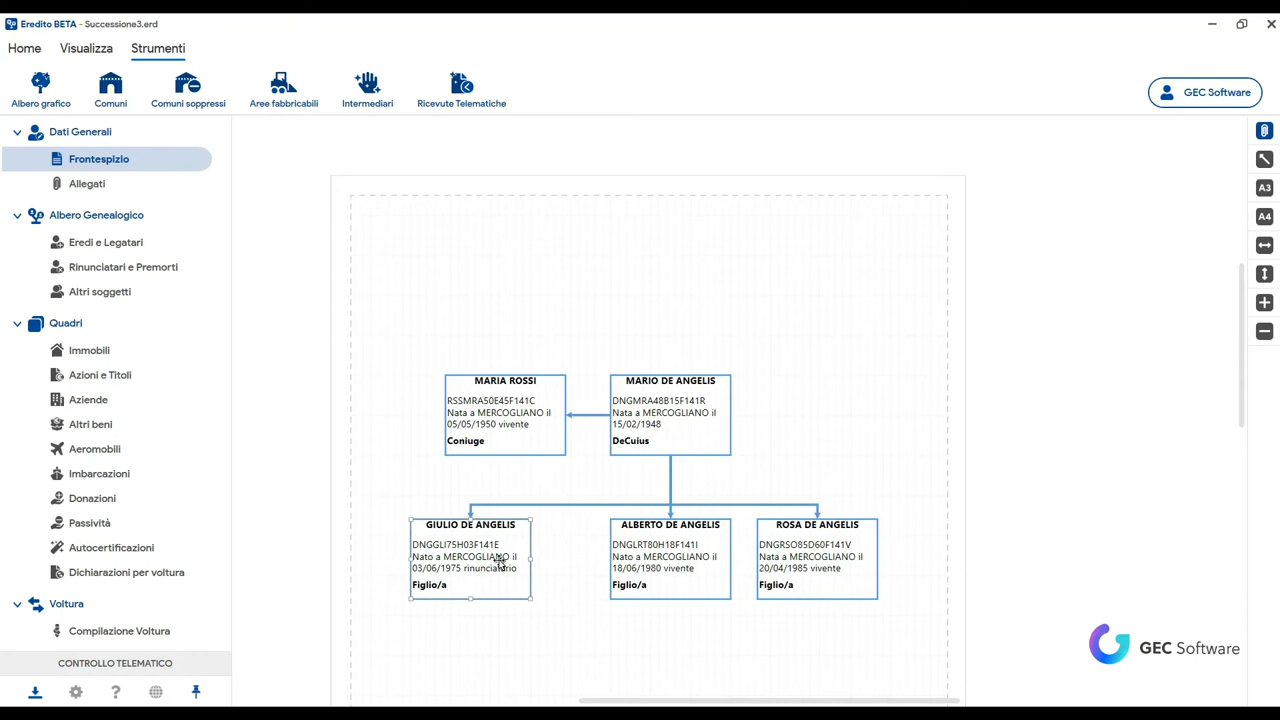 Eredito BETA - Successione3.erd
Home Visualizza Strumenti
Albero grafico Comuni Comuni soppressi Aree fabbricabili Intermediari Ricevute Telematiche
GEC Software
Dati Generali
Frontespizio
Allegati
Albero Genealogico
Eredi e Legatari
Rinunciatari e Premorti
Altri soggetti
Quadri
Immobili
Azioni e Titoli
Aziende
Altri beni
Aeromobili
Imbarcazioni
Donazioni
Passività
Autocertificazioni
Dichiarazioni per voltura
Voltura
Compilazione Voltura
CONTROLLO TELEMATICO
?
A3
A4
MARIA ROSSI
RSSMRA50E45F141C
Nata a MERCOGLIANO il
05/05/1950 vivente
Coniuge
MARIO DE ANGELIS
DNGMRA48B15F141R
Nata a MERCOGLIANO il
15/02/1948
DeCuius
GIULIO DE ANGELIS
DNGGLI75H03F141E
Nato a MERCOGLIANO il
03/06/1975 rinunciatario
Figlio/a
ALBERTO DE ANGELIS
DNGLRT80H18F141I
Nato a MERCOGLIANO il
18/06/1980 vivente
Figlio/a
ROSA DE ANGELIS
DNGRSO85D60F141V
Nata a MERCOGLIANO il
20/04/1985 vivente
Figlio/a
GEC Software